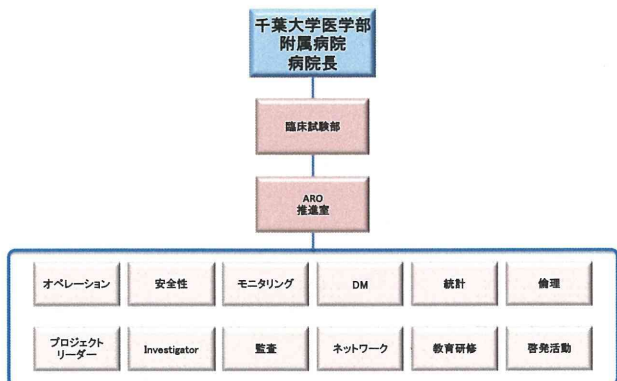 千葉大学医学部
附属病院
病院長
臨床試験部
ARO
推進室
オペレーション
安全性
モニタリング
DM
統計
倫理
プロジェクト
リーダー
Investigator
監査
ネットワーク
教育研修
啓発活動